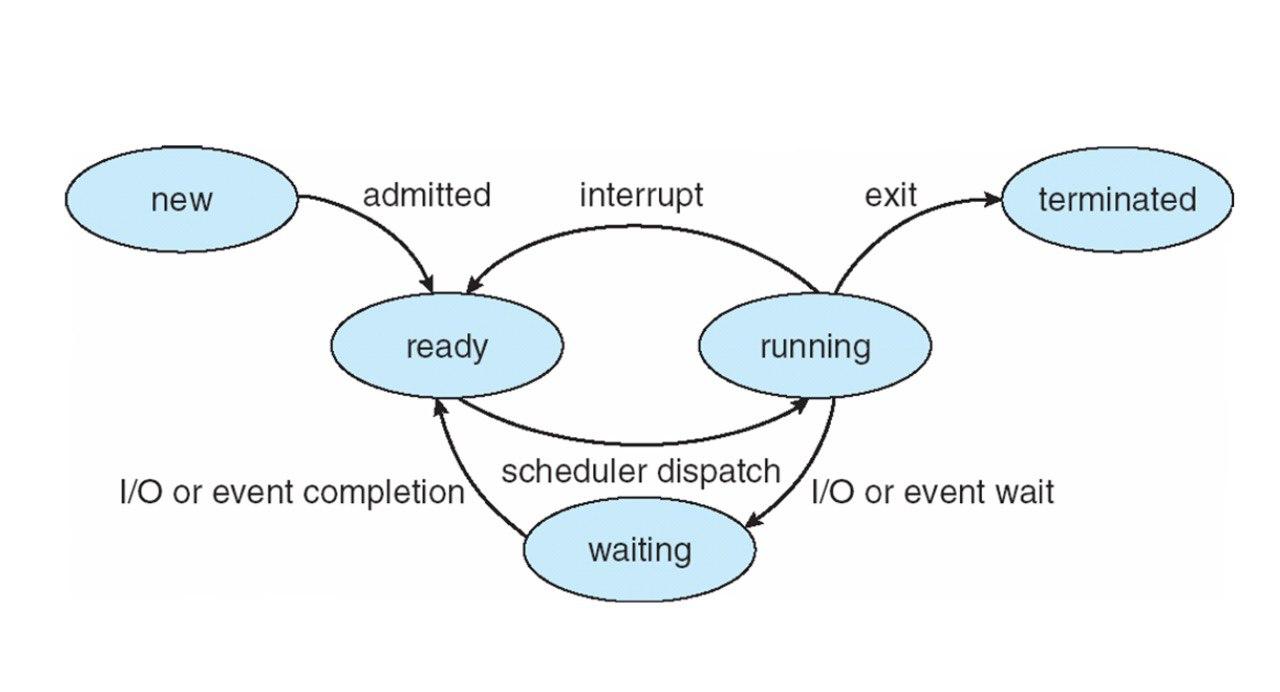 new
admitted
interrupt
exit
terminated
ready
running
scheduler dispatch
I/O or event completion
I/O or event wait
waiting